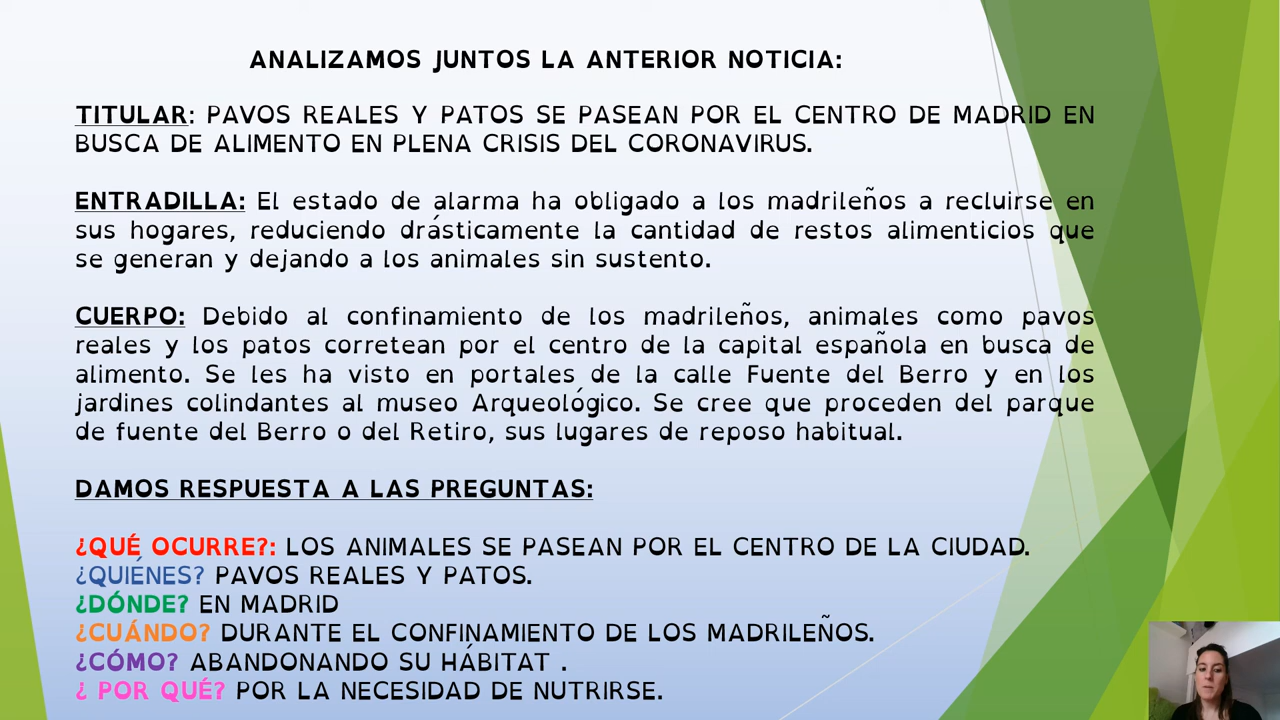 ANALIZAMOS JUNTOS LA ANTERIOR NOTICIA:
TITULAR: PAVOS REALES Y PATOS SE PASEAN POR EL CENTRO DE MADRID EN
BUSCA DE ALIMENTO EN PLENA CRISIS DEL CORONAVIRUS.
ENTRADILLA: El estado de alarma ha obligado a los madrileños a recluirse en
sus hogares, reduciendo drásticamente la cantidad de restos alimenticios que
se generan y dejando a los animales sin sustento.
CUERPO: Debido al confinamiento de los madrileños, animales como pavos
reales y los patos corretean por el centro de la capital española en busca de
alimento. Se les ha visto en portales de la calle Fuente del Berro y en los
jardines colindantes al museo Arqueológico. Se cree que proceden del parque
de fuente del Berro o del Retiro, sus lugares de reposo habitual.
DAMOS RESPUESTA A LAS PREGUNTAS:
¿QUÉ OCURRE?: LOS ANIMALES SE PASEAN POR EL CENTRO DE LA CIUDAD.
¿QUIÉNES? PAVOS REALES Y PATOS.
¿DÓNDE? EN MADRID
¿CUÁNDO? DURANTE EL CONFINAMIENTO DE LOS MADRILEÑOS.
¿CÓMO? ABANDONANDO SU HÁBITAT .
¿ POR QUÉ? POR LA NECESIDAD DE NUTRIRSE.